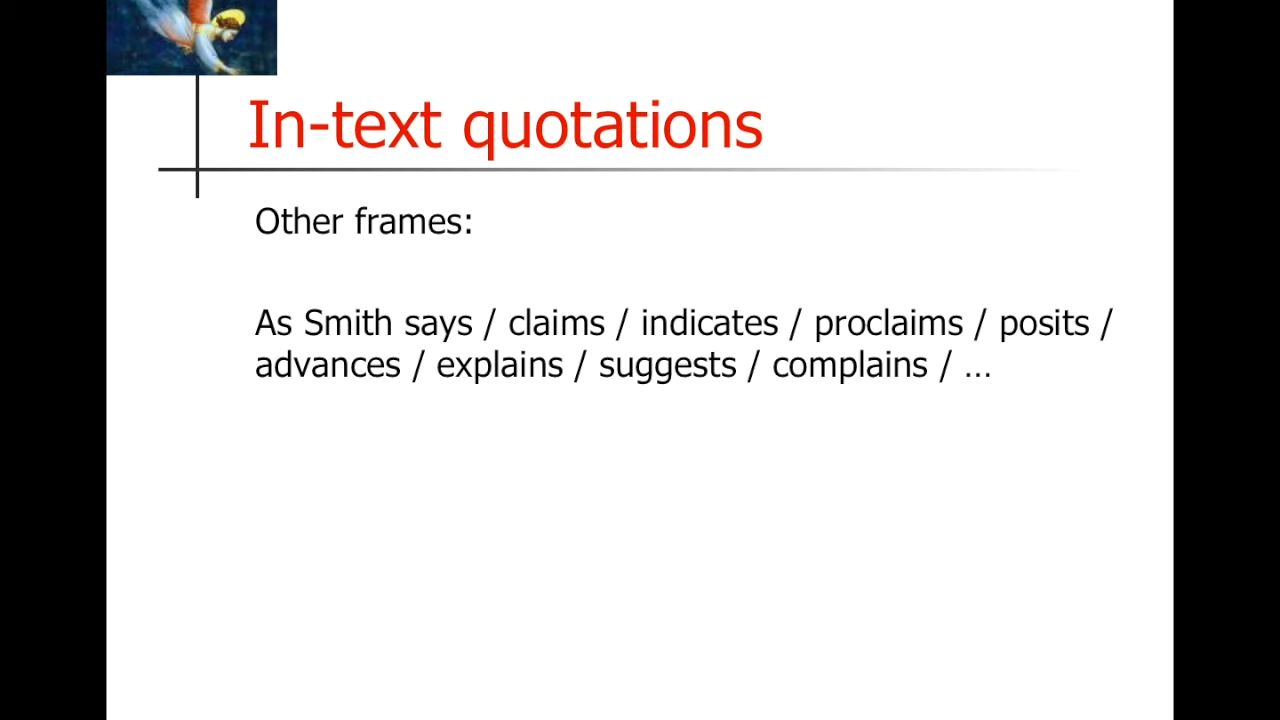 In-text quotations
Other frames:
As Smith says / claims / indicates / proclaims / posits /
advances / explains / suggests / complains / …